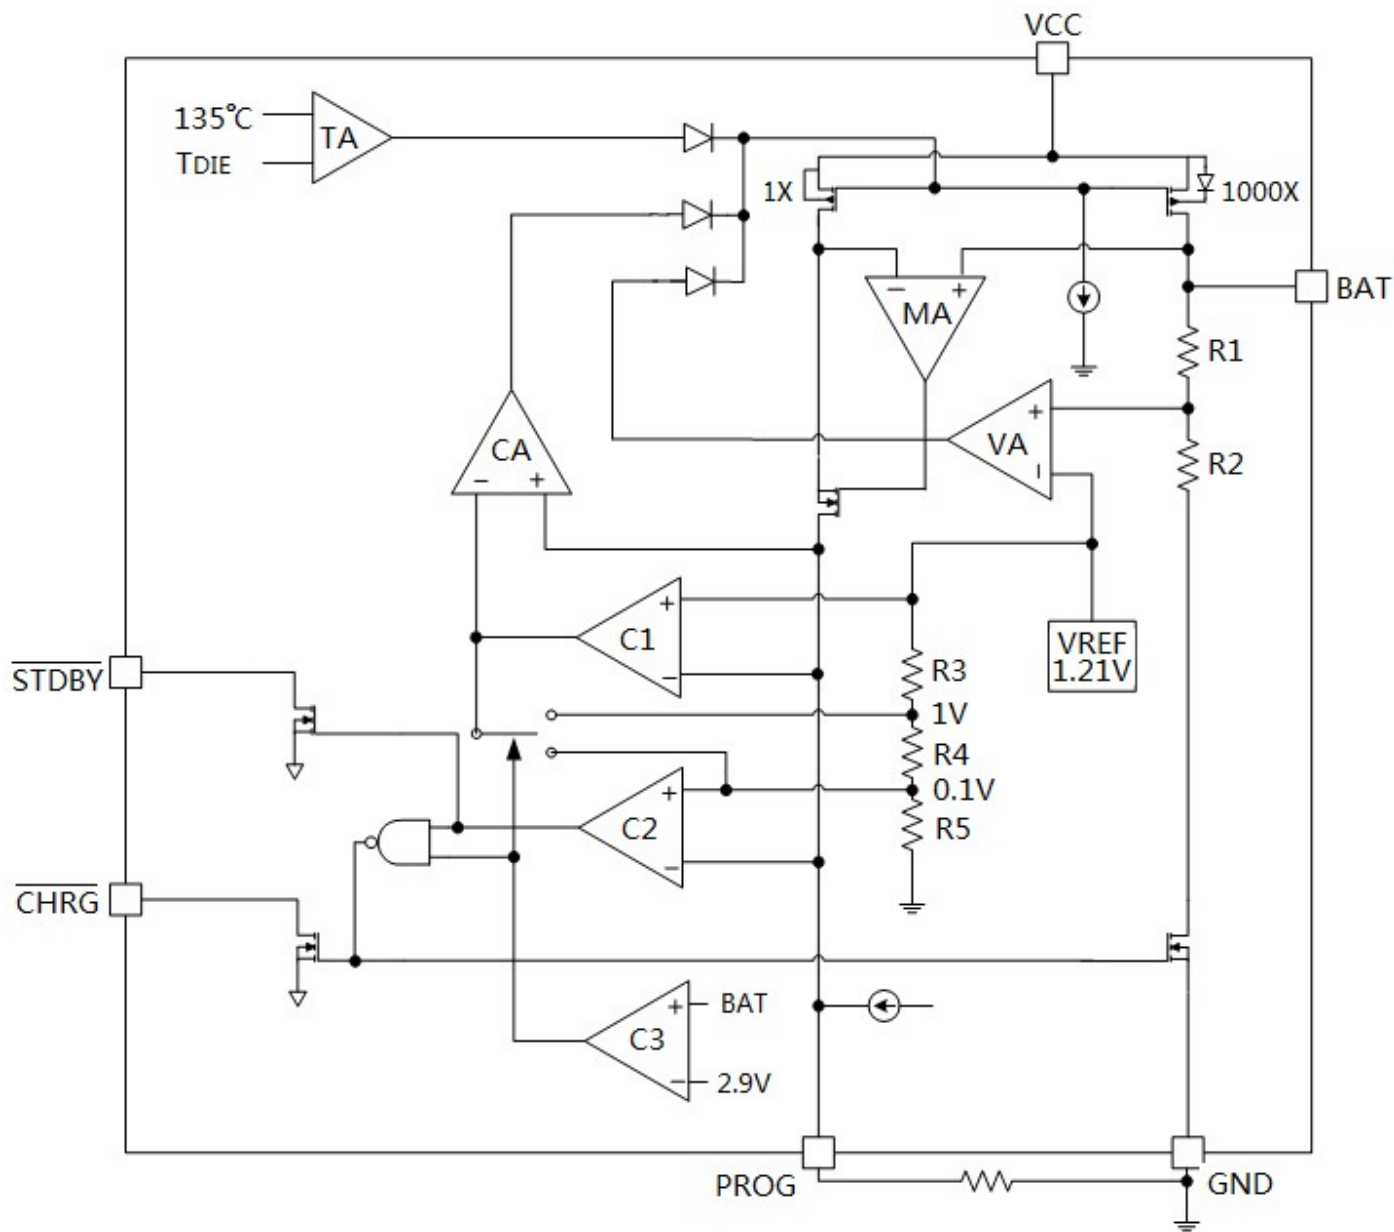 VCC
135℃
TA
TDIE
1X
1000X
MA
BAT
R1
VA
CA
R2
C1
VREF
1.21V
STDBY
R3
1V
R4
0.1V
C2
R5
CHRG
BAT
C3
2.9V
PROG
GND